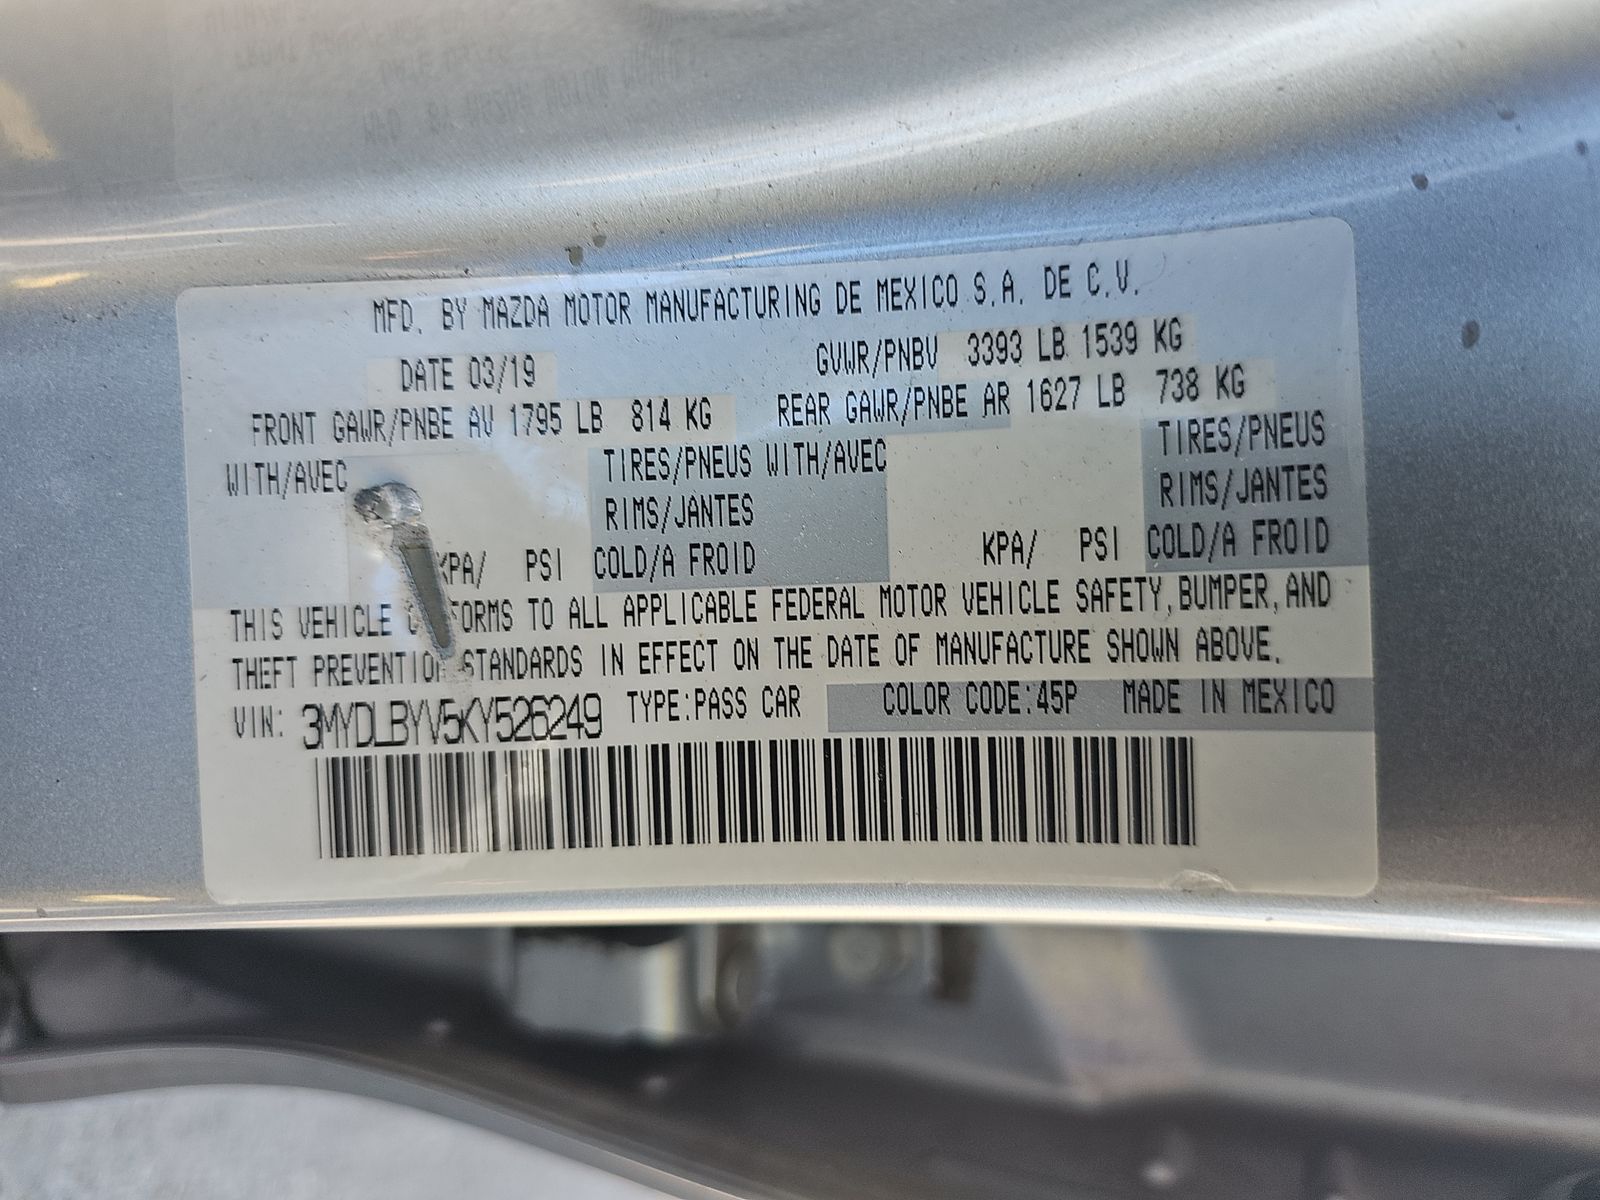 MFD. BY MAZDA MOTOR MANUFACTURING DE MEXICO S.A. DE C.V.
DATE 03/19 GVWR/PNBV 3393 LB 1539 KG
FRONT GAWR/PNBE AV 1795 LB 814 KG REAR GAWR/PNBE AR 1627 LB 738 KG
WITH/AVEC TIRES/PNEUS WITH/AVEC TIRES/PNEUS
RIMS/JANTES RIMS/JANTES
KPA/ PSI COLD/A FROID KPA/ PSI COLD/A FROID
THIS VEHICLE TO ALL APPLICABLE FEDERAL MOTOR VEHICLE SAFETY, BUMPER, AND
THEFT PREVENTION STANDARDS IN EFFECT ON THE DATE OF MANUFACTURE SHOWN ABOVE.
VIN: 3MYDLBYV5KY526249 TYPE:PASS CAR COLOR CODE:45P MADE IN MEXICO